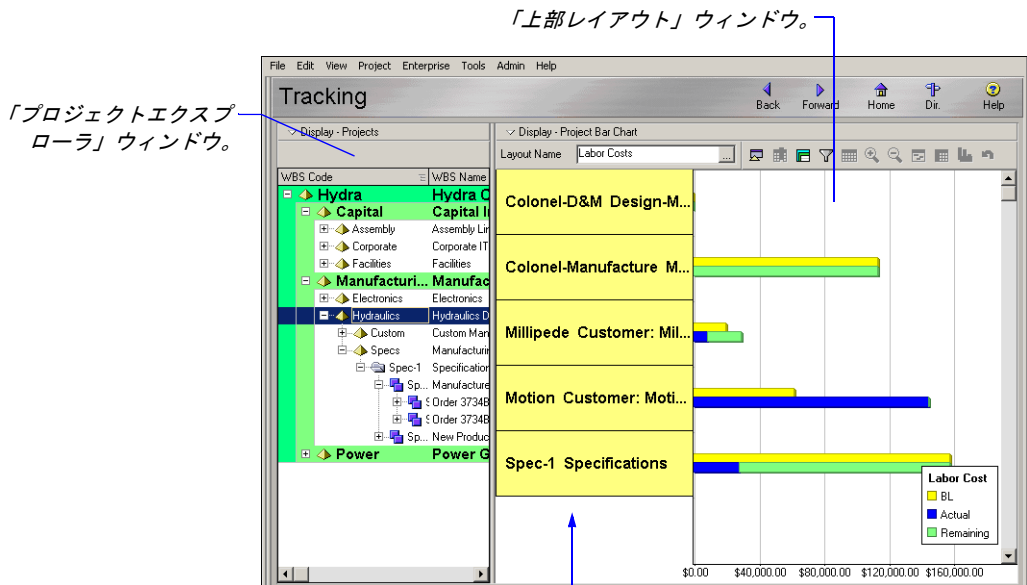 「上部レイアウト」ウィンドウ。
「プロジェクトエクスプ
ローラ」ウィンドウ。
File Edit View Project Enterprise Tools Admin Help
Tracking
Back Forward Home Dir. Help
Display - Projects
Display - Project Bar Chart
Layout Name Labor Costs ...
WBS Code WBS Name
Hydra Hydra C
Capital Capital I
Assembly Assembly Lin
Corporate Corporate IT
Facilities Facilities
Manufacturi... Manufac
Electronics Electronics
Hydraulics Hydraulics D
Custom Custom Man
Specs Manufacturin
Spec-1 Specification
Sp... Manufacture
Order 3734B
Order 3734B
Sp... New Produc
Power Power G
Colonel-D&M Design-M...
Colonel-Manufacture M...
Millipede Customer: Mil...
Motion Customer: Moti...
Spec-1 Specifications
Labor Cost
BL
Actual
Remaining
$0.00 $40,000.00 $80,000.00 $120,000.00 $160,000.00